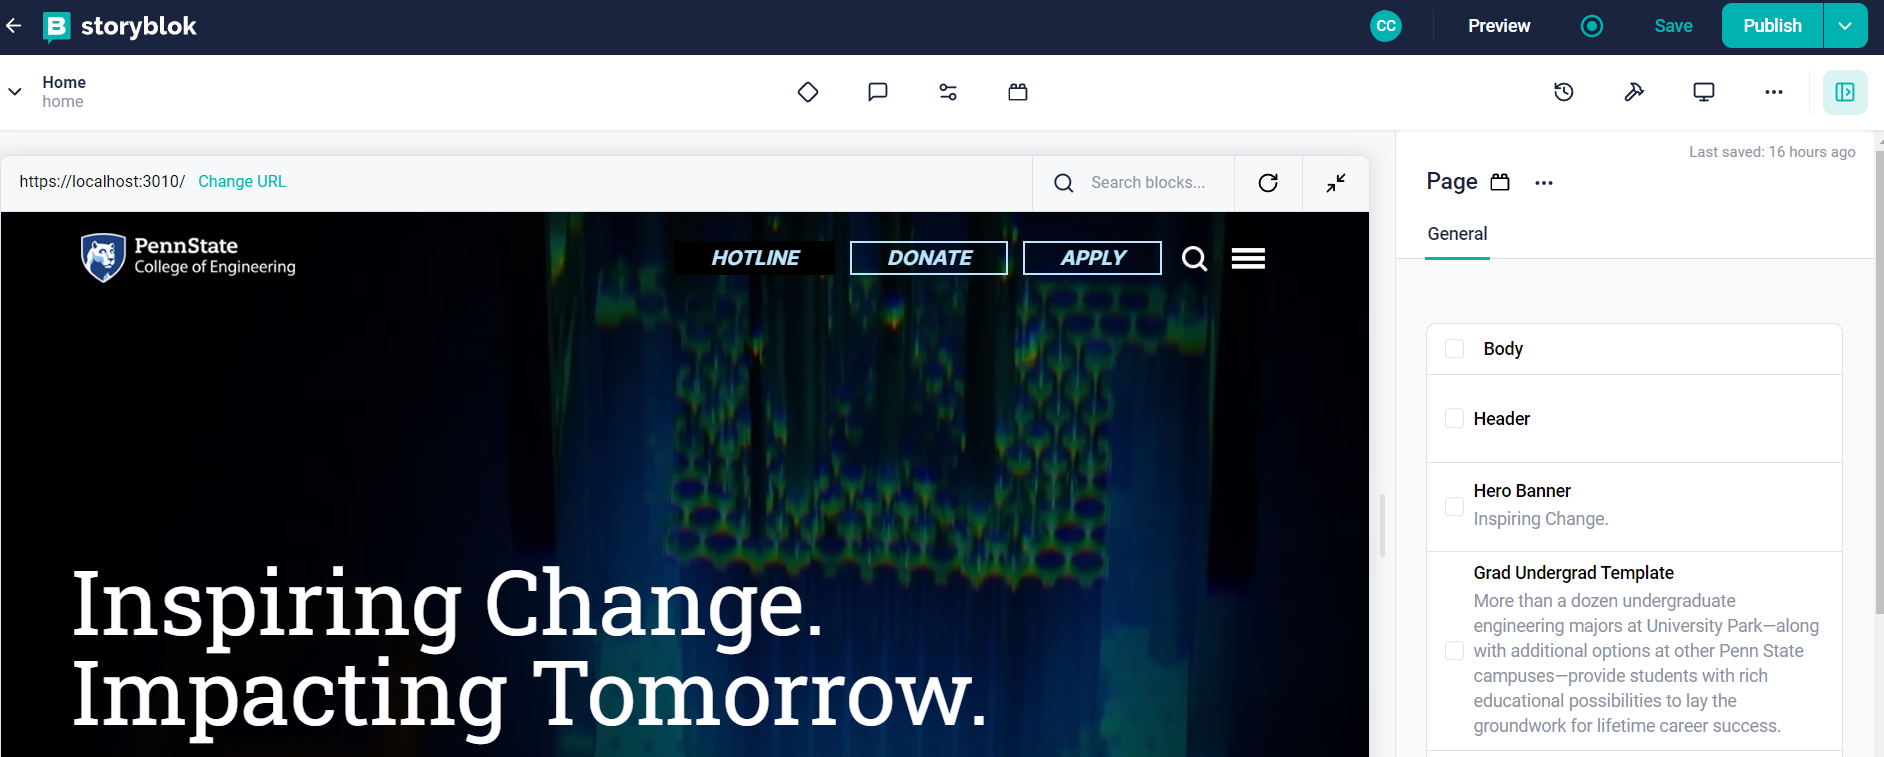 storyblok
CC
Preview
Save
Publish
Home
home
Last saved: 16 hours ago
https://localhost:3010/ Change URL
Search blocks...
Page
General
PennState
College of Engineering
HOTLINE
DONATE
APPLY
Inspiring Change.
Impacting Tomorrow.
Body
Header
Hero Banner
Inspiring Change.
Grad Undergrad Template
More than a dozen undergraduate
engineering majors at University Park—along
with additional options at other Penn State
campuses—provide students with rich
educational possibilities to lay the
groundwork for lifetime career success.